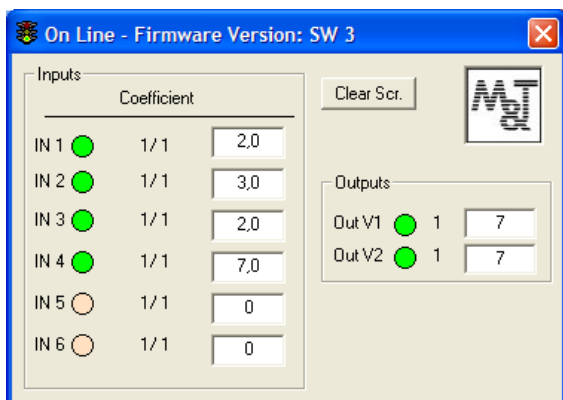 On Line - Firmware Version: SW 3
Inputs
Coefficient
IN 1 1/1 2,0
IN 2 1/1 3,0
IN 3 1/1 2,0
IN 4 1/1 7,0
IN 5 1/1 0
IN 6 1/1 0
Clear Scr.
Outputs
Out V1 1 7
Out V2 1 7